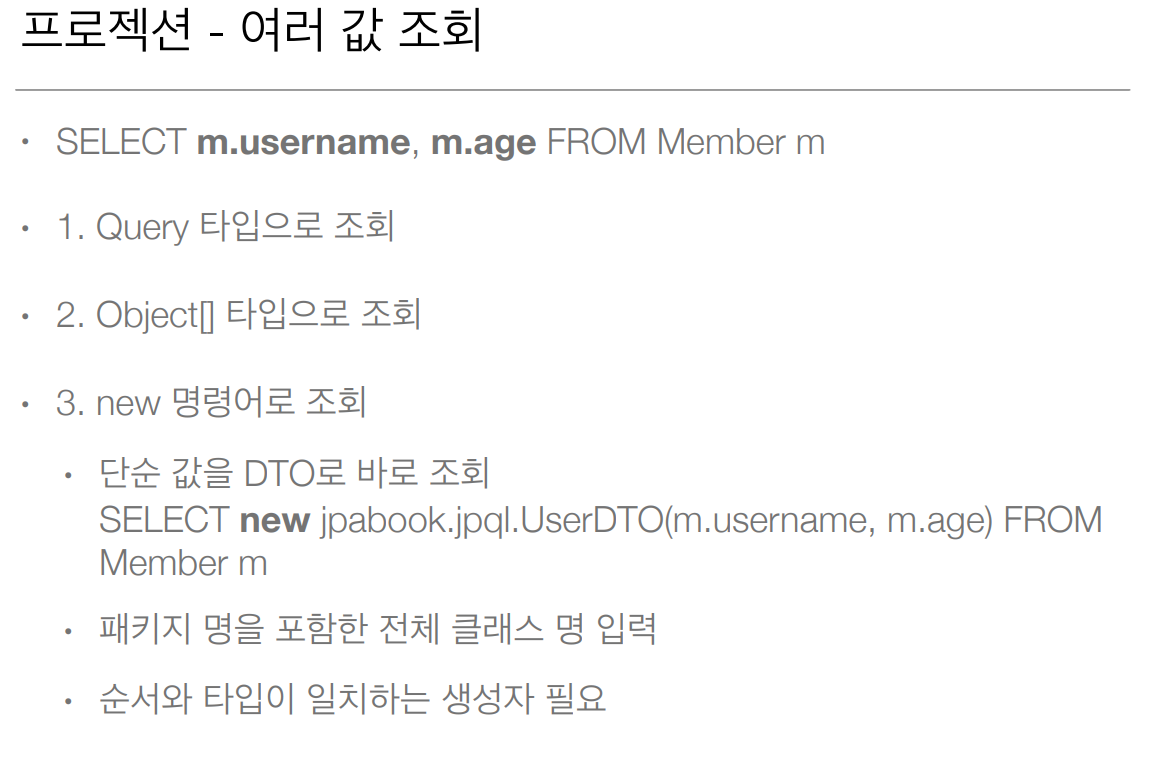 프로젝션 - 여러 값 조회
• SELECT m.username, m.age FROM Member m
• 1. Query 타입으로 조회
• 2. Object[] 타입으로 조회
• 3. new 명령어로 조회
• 단순 값을 DTO로 바로 조회
SELECT new jpabook.jpql.UserDTO(m.username, m.age) FROM
Member m
• 패키지 명을 포함한 전체 클래스 명 입력
• 순서와 타입이 일치하는 생성자 필요